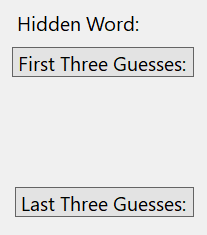 Hidden Word:
First Three Guesses:
Last Three Guesses: